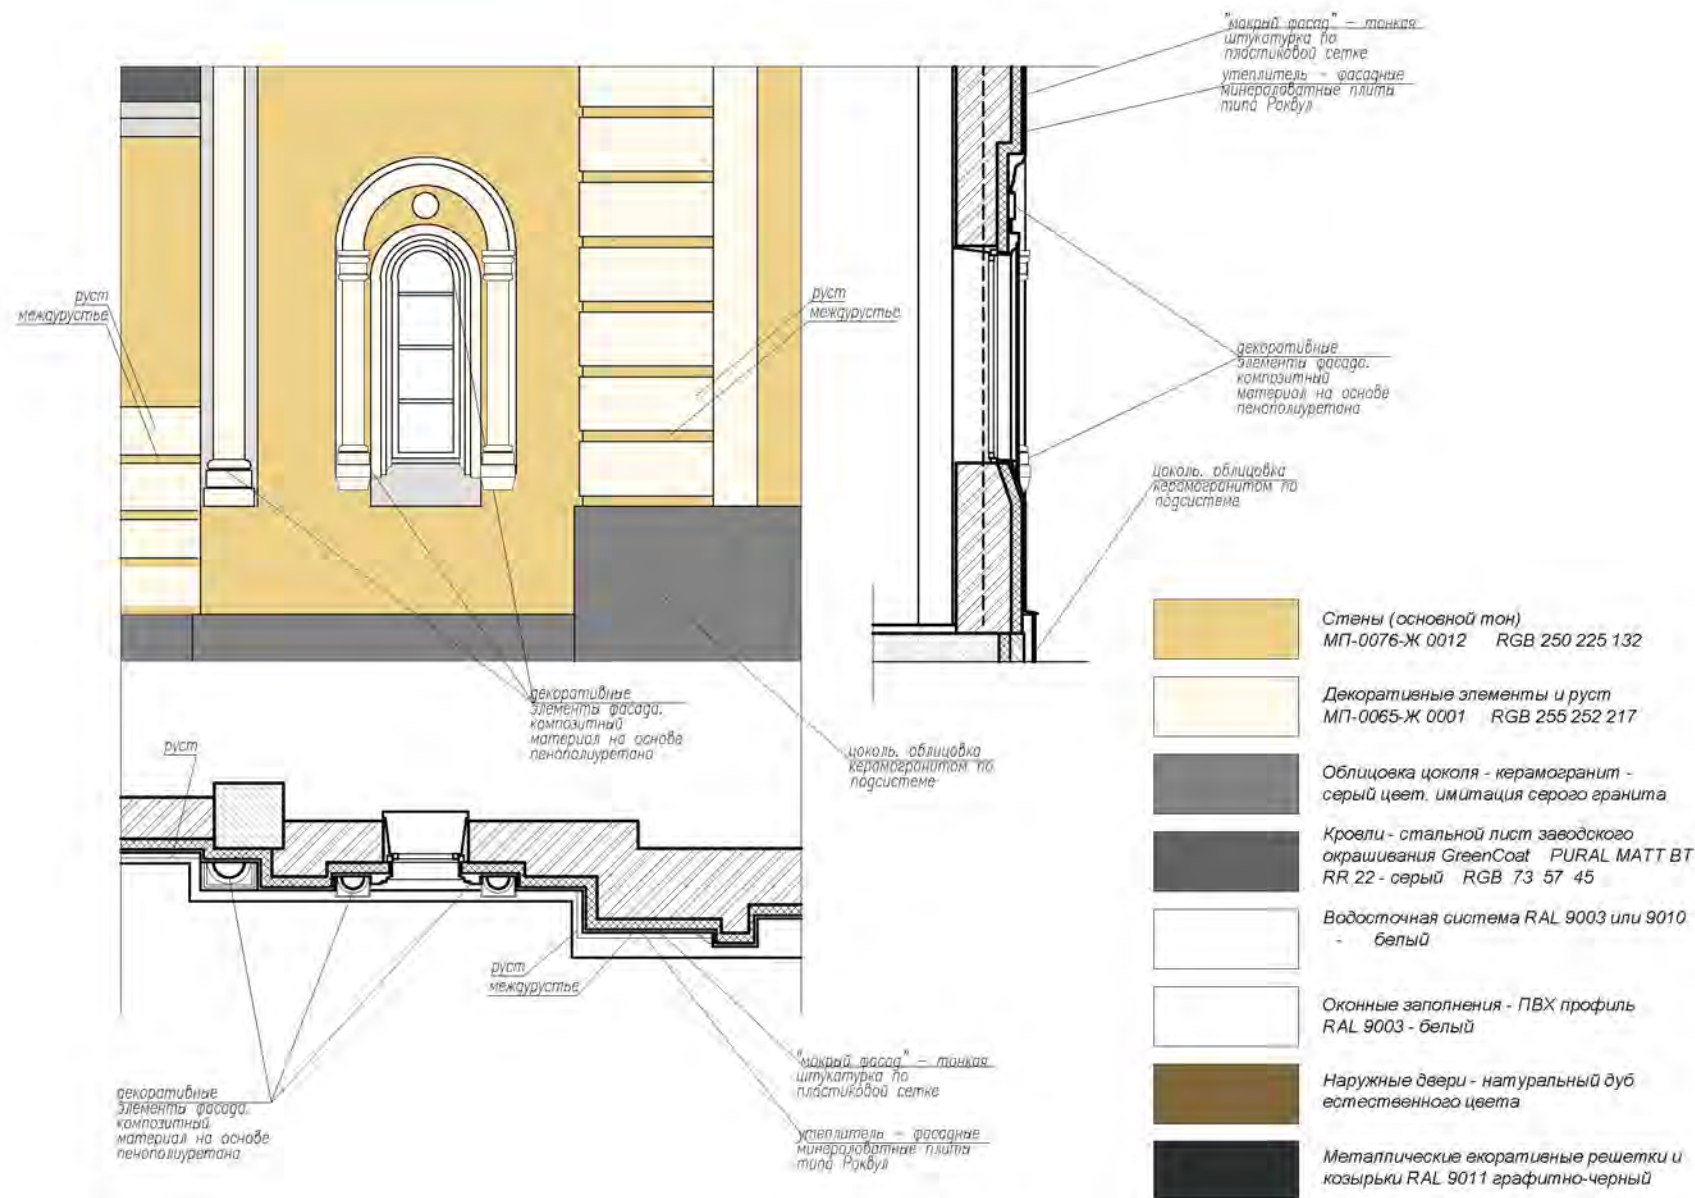 "мокрый фасад" – тонкая
штукатурка по
пластиковой сетке
утеплитель – фасадные
минераловатные плиты
типа Роквул
руст
междурустье
руст
междурустье
декоративные
элементы фасада.
композитный
материал на основе
пенополиуретана
цоколь. облицовка
керамогранитом по
подсистеме
декоративные
элементы фасада.
композитный
материал на основе
пенополиуретана
цоколь. облицовка
керамогранитом по
подсистеме
руст
руст
междурустье
"мокрый фасад" – тонкая
штукатурка по
пластиковой сетке
утеплитель – фасадные
минераловатные плиты
типа Роквул
декоративные
элементы фасада.
композитный
материал на основе
пенополиуретана
Стены (основной тон)
МП-0076-Ж 0012 RGB 250 225 132
Декоративные элементы и руст
МП-0065-Ж 0001 RGB 255 252 217
Облицовка цоколя - керамогранит -
серый цвет. имитация серого гранита
Кровли - стальной лист заводского
окрашивания GreenCoat PURAL MATT BT
RR 22 - серый RGB 73 57 45
Водосточная система RAL 9003 или 9010
- белый
Оконные заполнения - ПВХ профиль
RAL 9003 - белый
Наружные двери - натуральный дуб
естественного цвета
Металлические екоративные решетки и
козырьки RAL 9011 графитно-черный